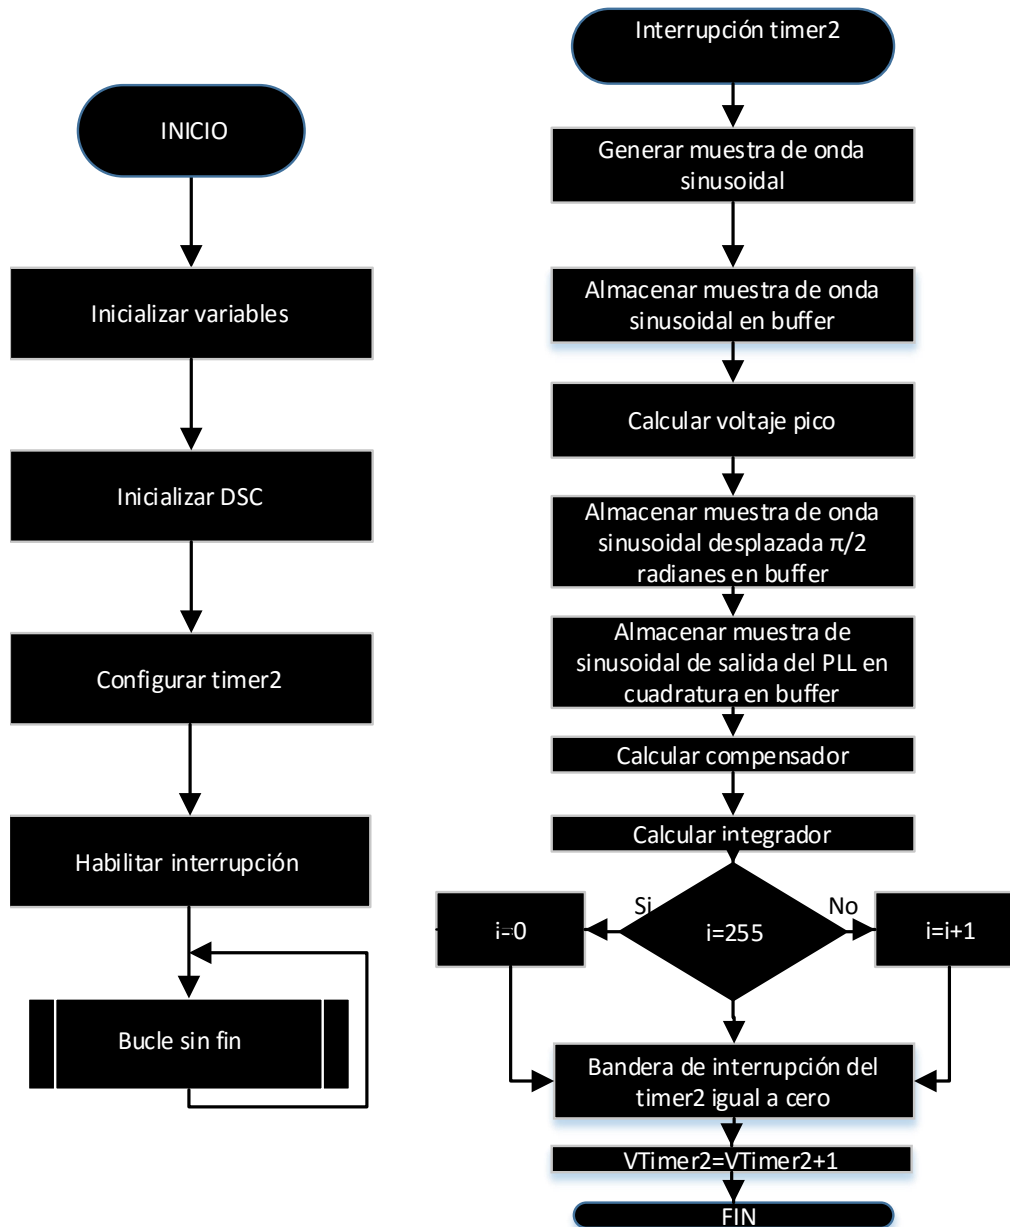 INICIO
Inicializar variables
Inicializar DSC
Configurar timer2
Habilitar interrupción
Bucle sin fin
Interrupción timer2
Generar muestra de onda
sinusoidal
Almacenar muestra de onda
sinusoidal en buffer
Calcular voltaje pico
Almacenar muestra de onda
sinusoidal desplazada π/2
radianes en buffer
Almacenar muestra de
sinusoidal de salida del PLL en
cuadratura en buffer
Calcular compensador
Calcular integrador
Si
No
i=0
i=255
i=i+1
Bandera de interrupción del
timer2 igual a cero
VTimer2=VTimer2+1
FIN